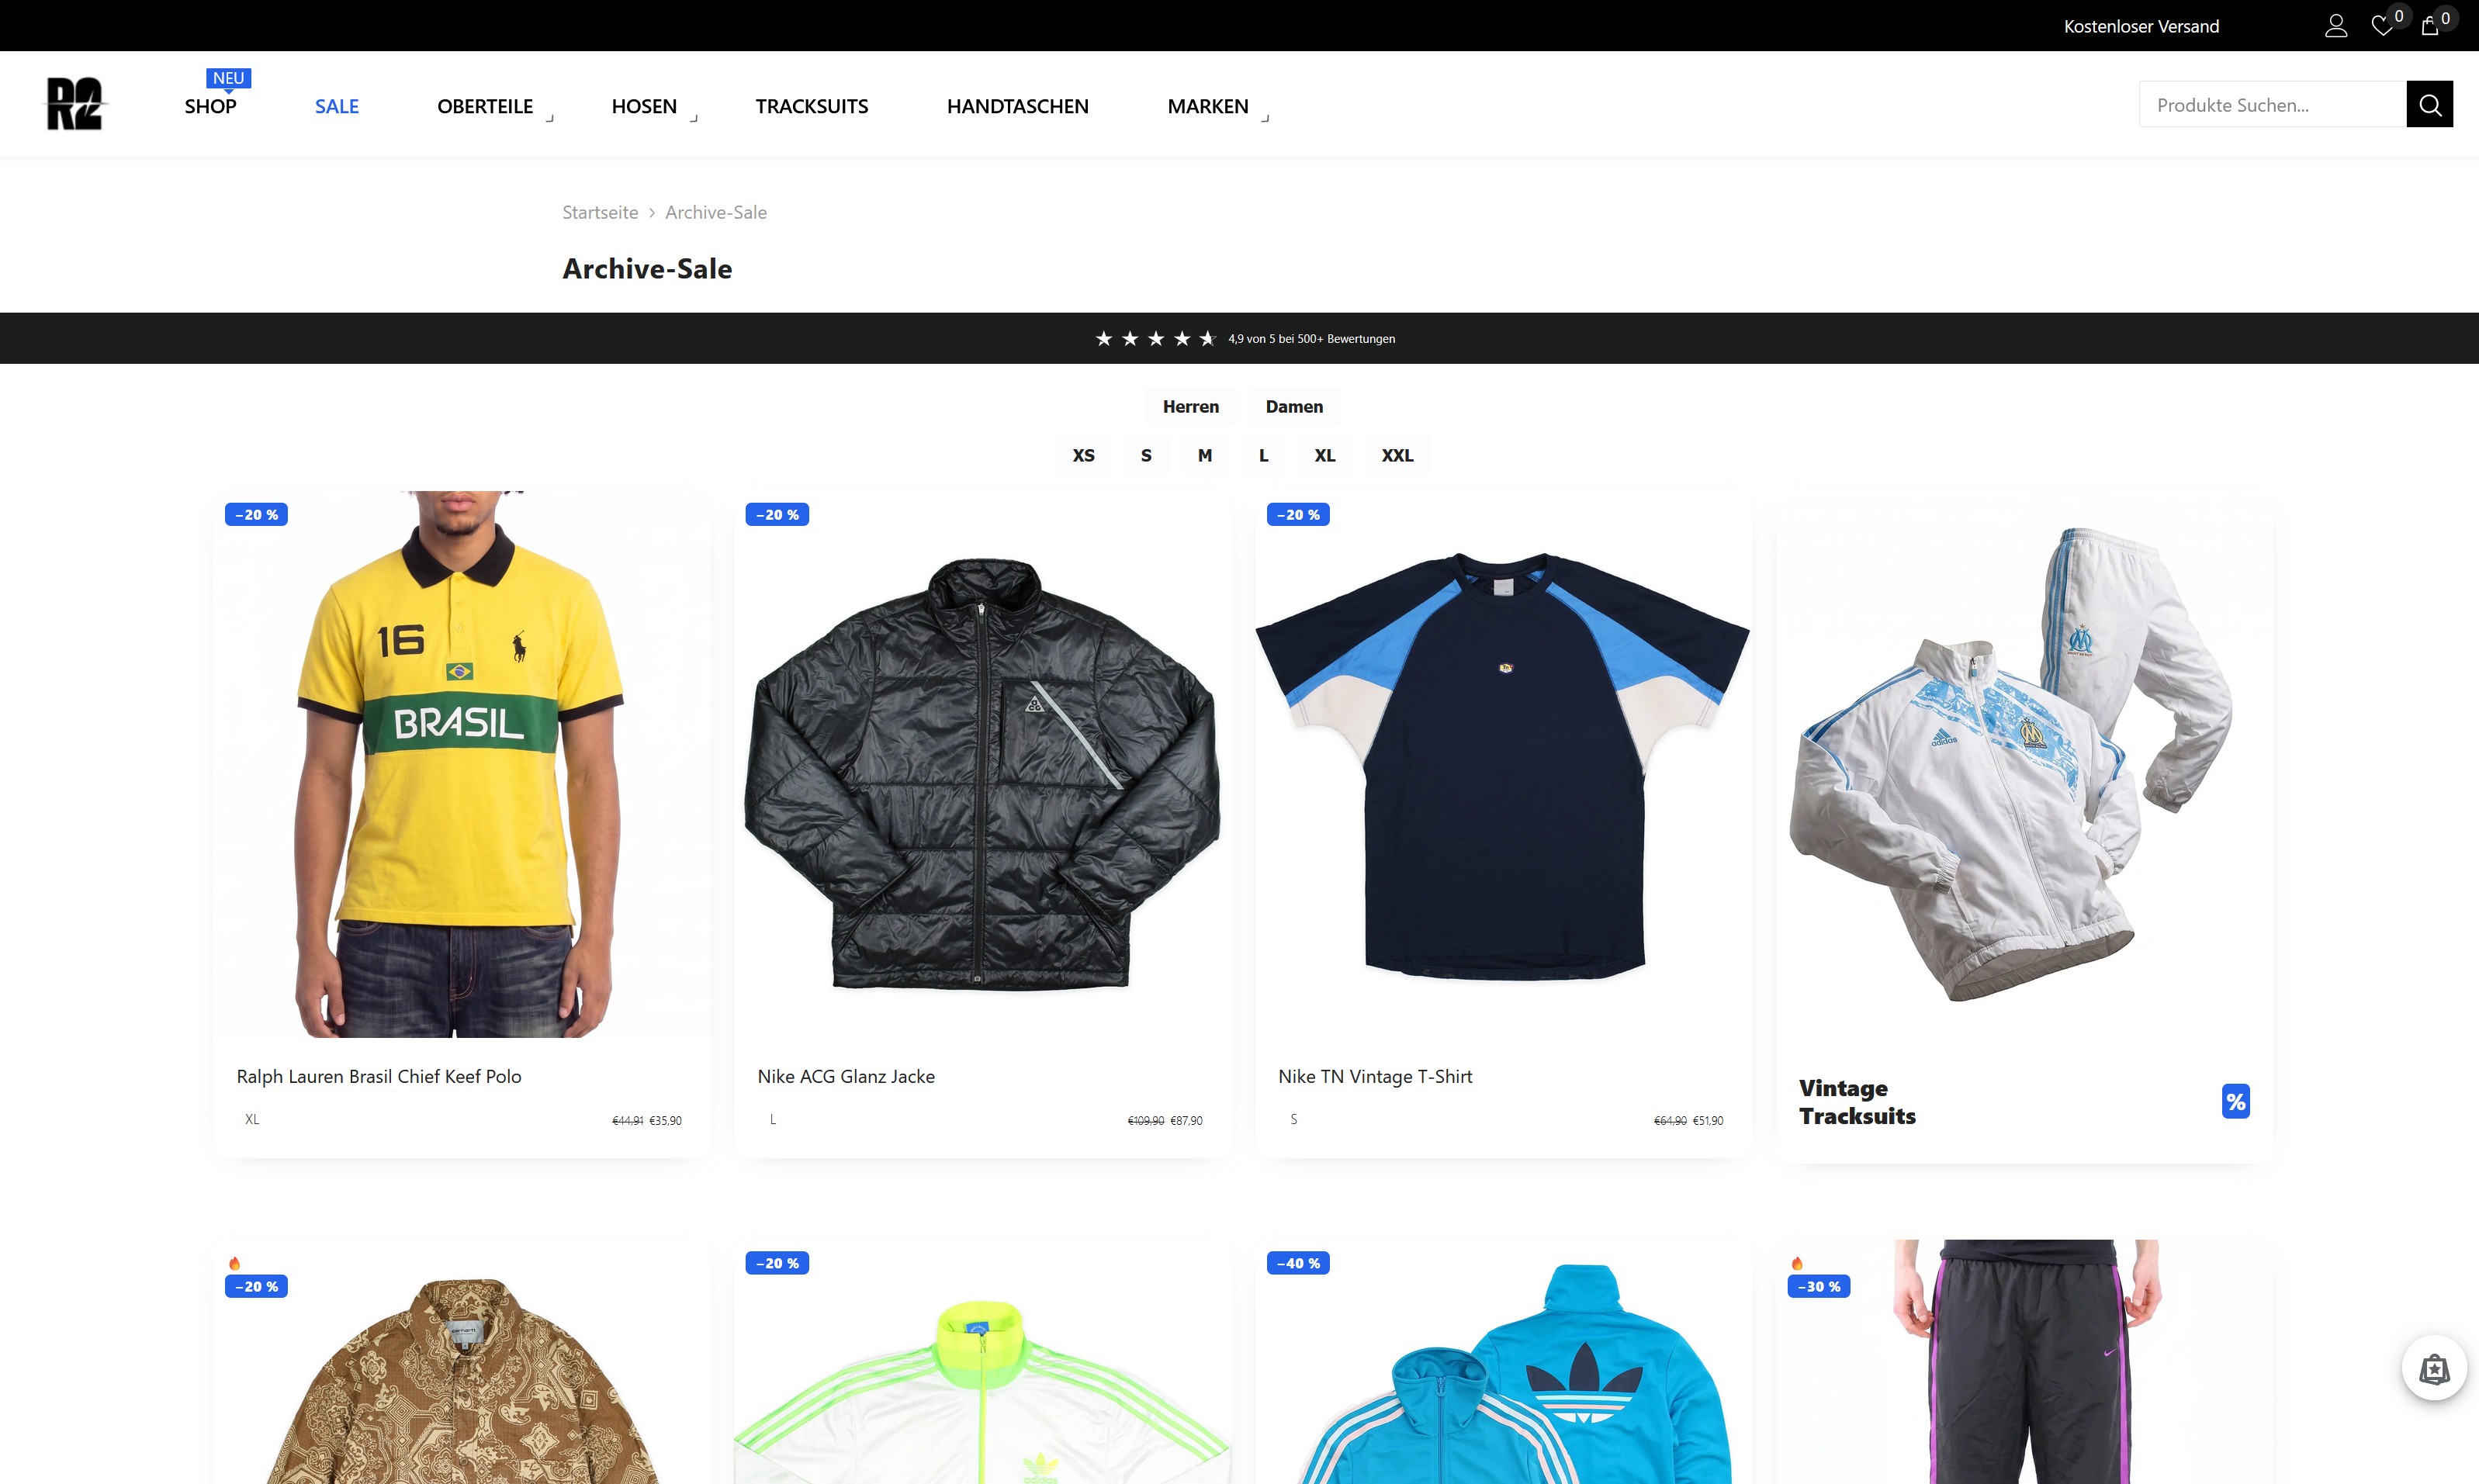 Kostenloser Versand
0
0
R2
NEU
SHOP
SALE
OBERTEILE
HOSEN
TRACKSUITS
HANDTASCHEN
MARKEN
Produkte Suchen...
Startseite > Archive-Sale
Archive-Sale
4,9 von 5 bei 500+ Bewertungen
Herren Damen
XS S M L XL XXL
–20 %
16
BRASIL
Ralph Lauren Brasil Chief Keef Polo
XL €44,91 €35,90
–20 %
Nike ACG Glanz Jacke
L €109,90 €87,90
–20 %
Nike TN Vintage T-Shirt
S €64,90 €51,90
adidas
Vintage
Tracksuits
%
–20 %
carhartt
–20 %
adidas
–40 %
–30 %